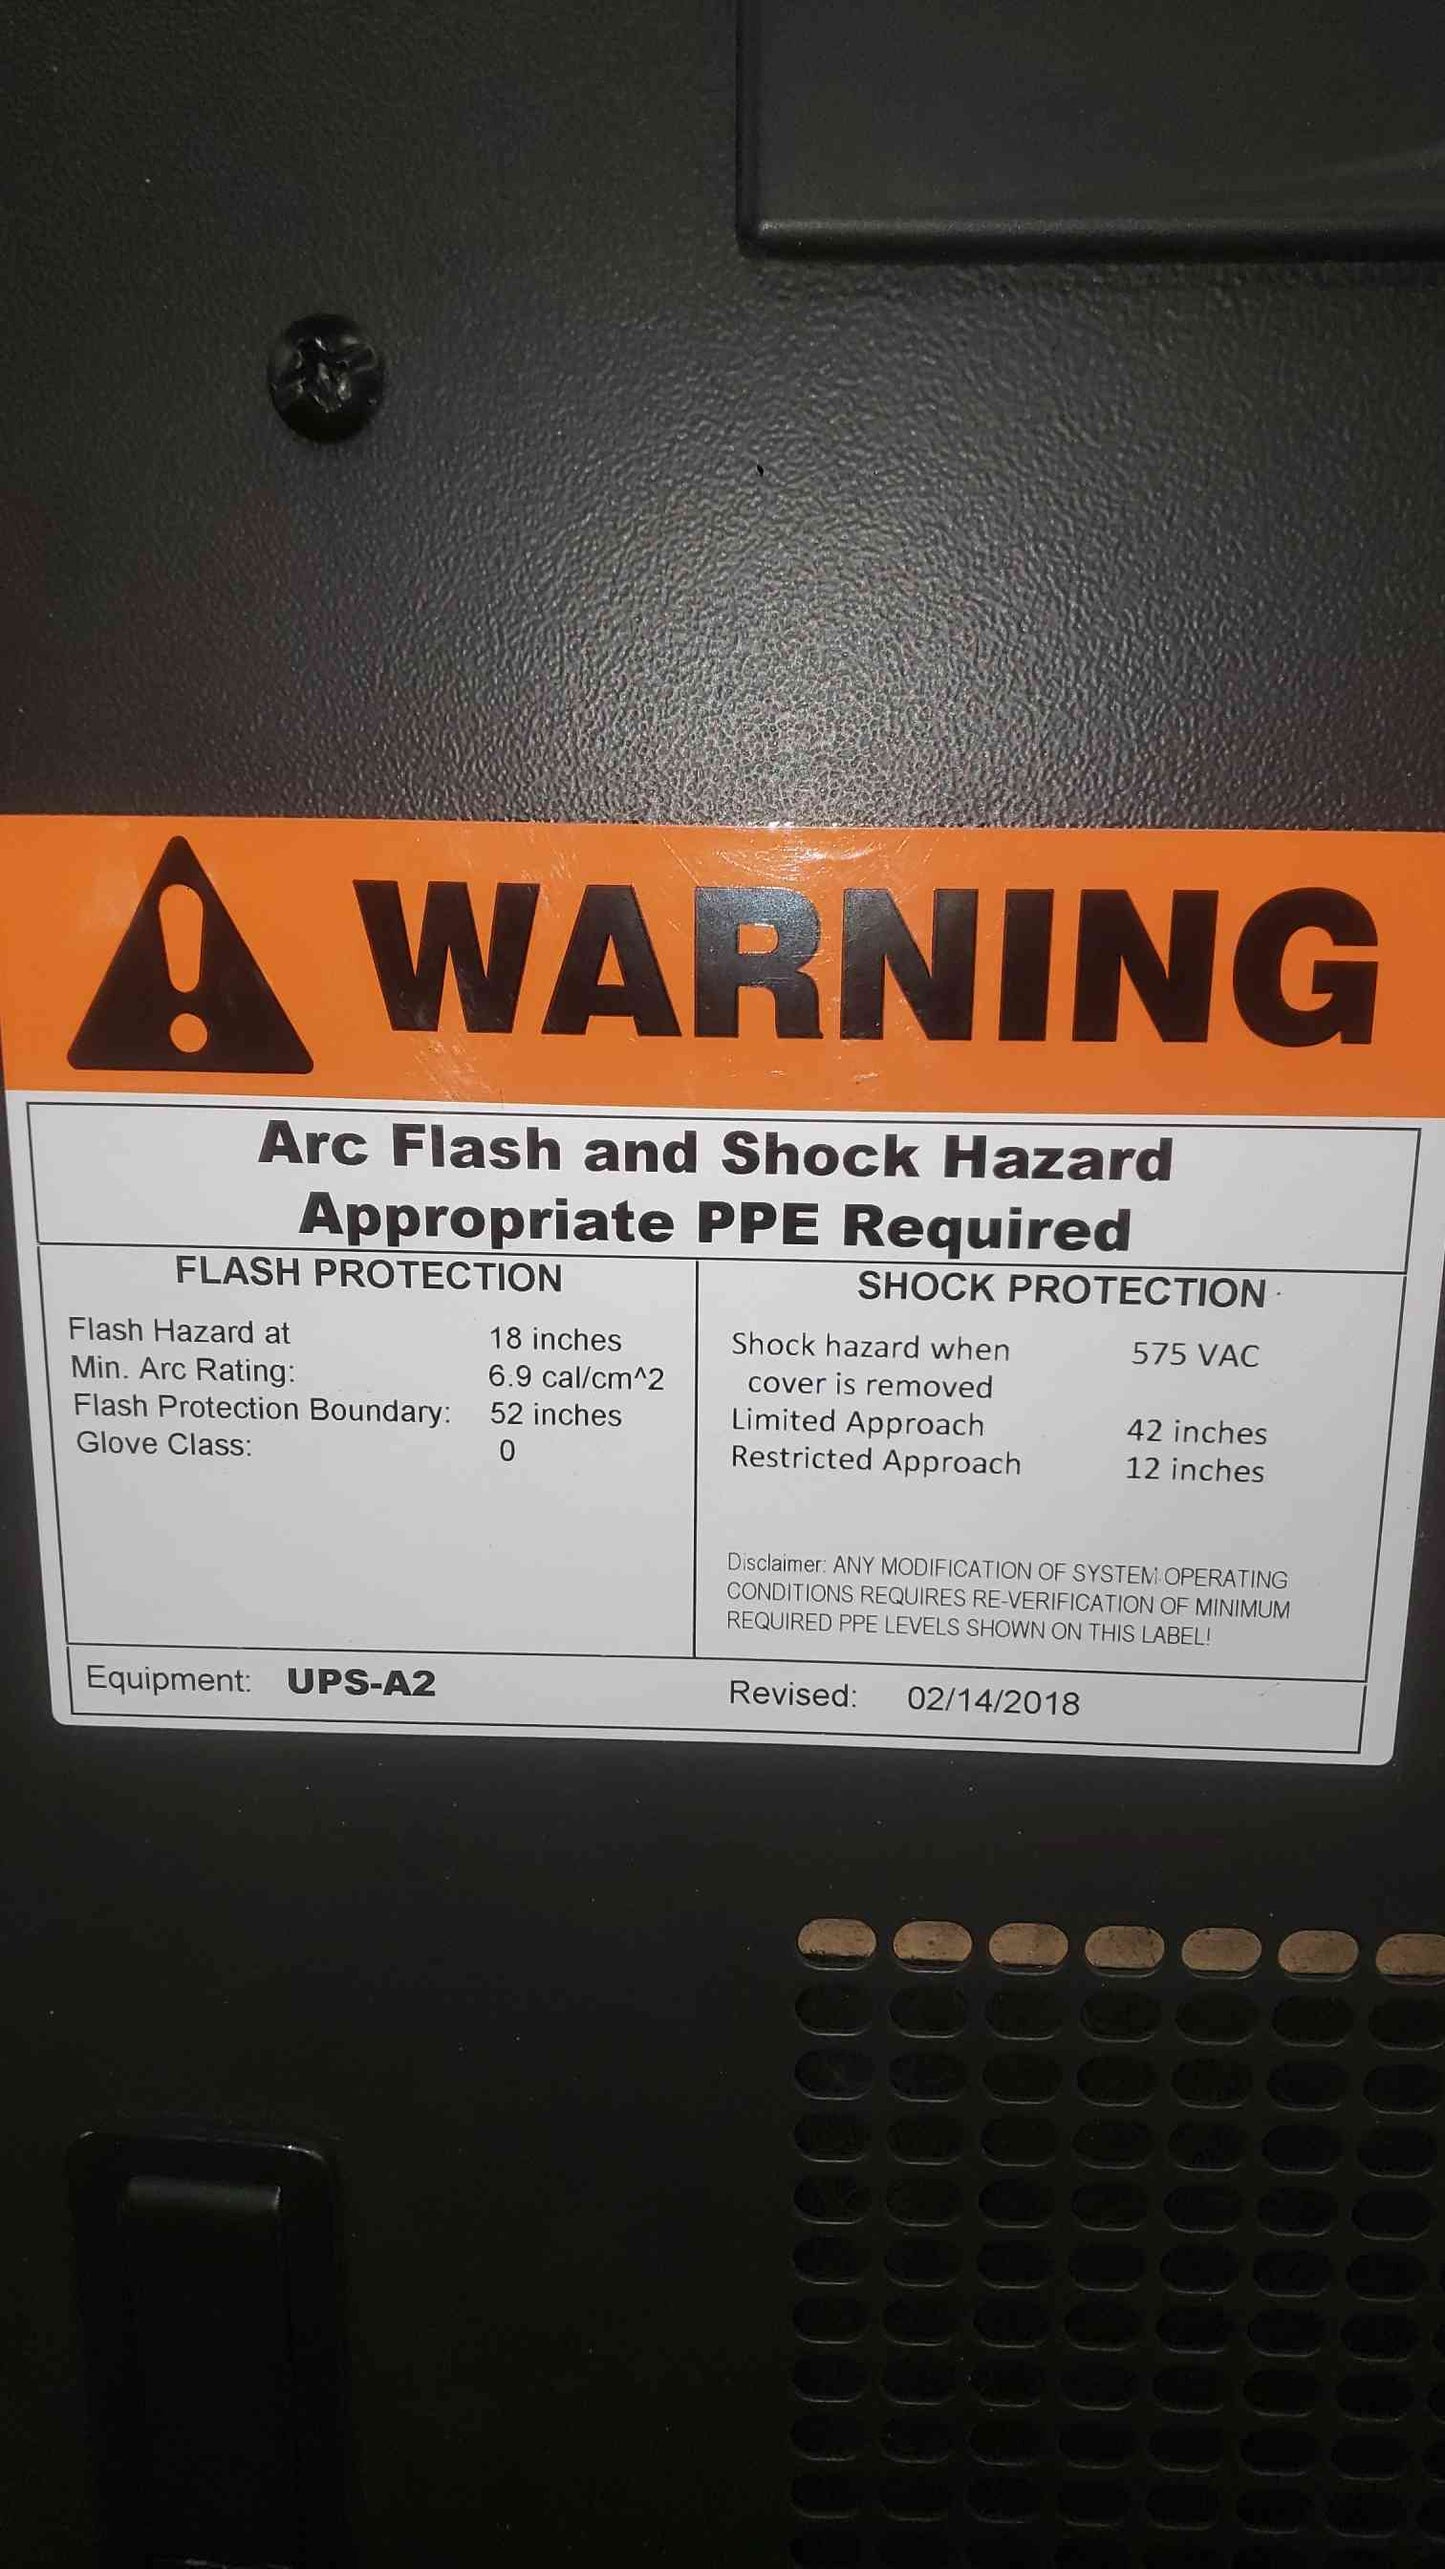 WARNING
Arc Flash and Shock Hazard
Appropriate PPE Required
FLASH PROTECTION
Flash Hazard at 18 inches
Min. Arc Rating: 6.9 cal/cm^2
Flash Protection Boundary: 52 inches
Glove Class: 0
SHOCK PROTECTION
Shock hazard when 575 VAC
cover is removed
Limited Approach 42 inches
Restricted Approach 12 inches
Disclaimer: ANY MODIFICATION OF SYSTEM OPERATING
CONDITIONS REQUIRES RE-VERIFICATION OF MINIMUM
REQUIRED PPE LEVELS SHOWN ON THIS LABEL!
Equipment: UPS-A2 Revised: 02/14/2018